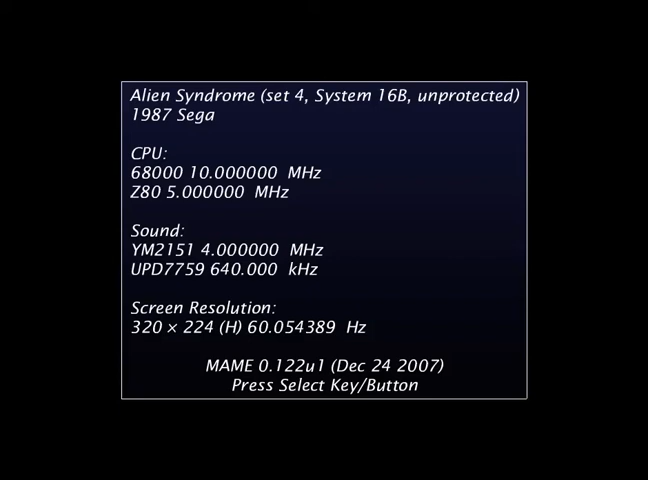 Alien Syndrome (set 4, System 16B, unprotected)
1987 Sega
CPU:
68000 10.000000 MHz
Z80 5.000000 MHz
Sound:
YM2151 4.000000 MHz
UPD7759 640.000 kHz
Screen Resolution:
320 × 224 (H) 60.054389 Hz
MAME 0.122u1 (Dec 24 2007)
Press Select Key/Button